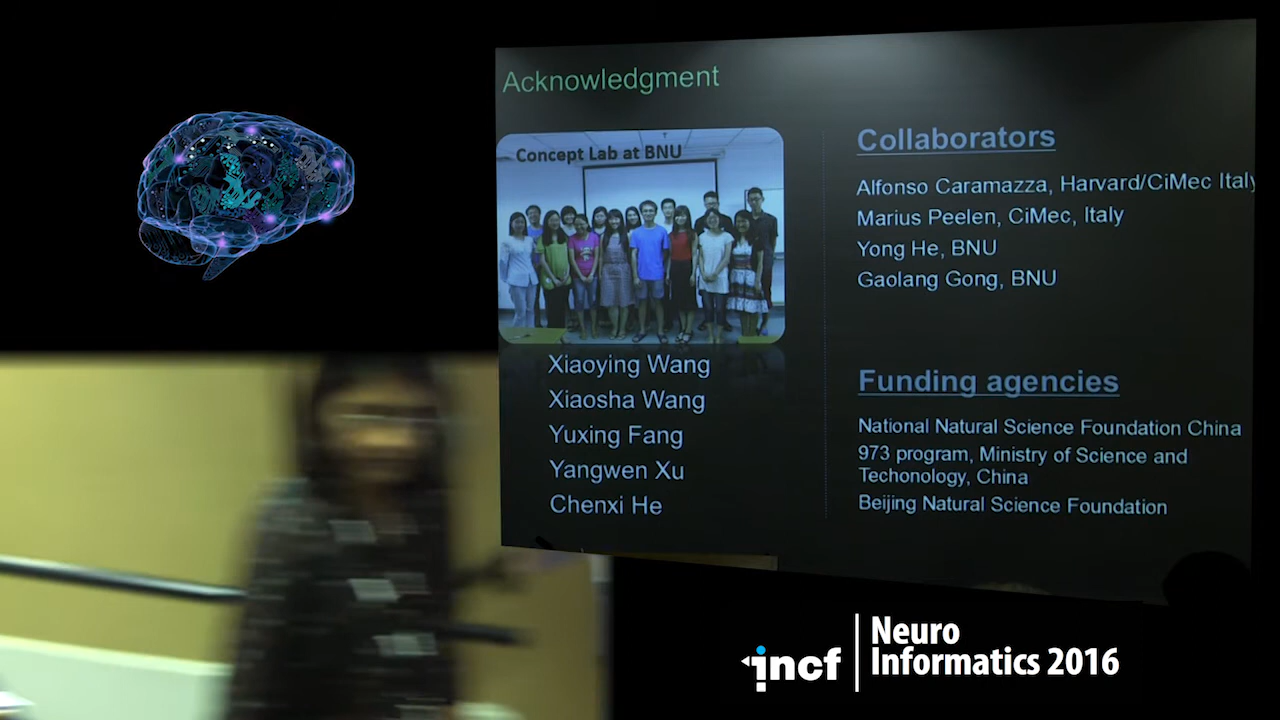 Acknowledgment
Concept Lab at BNU
Xiaoying Wang
Xiaosha Wang
Yuxing Fang
Yangwen Xu
Chenxi He
Collaborators
Alfonso Caramazza, Harvard/CiMec Italy
Marius Peelen, CiMec, Italy
Yong He, BNU
Gaolang Gong, BNU
Funding agencies
National Natural Science Foundation China
973 program, Ministry of Science and
Techonology, China
Beijing Natural Science Foundation
incf
Neuro
Informatics 2016